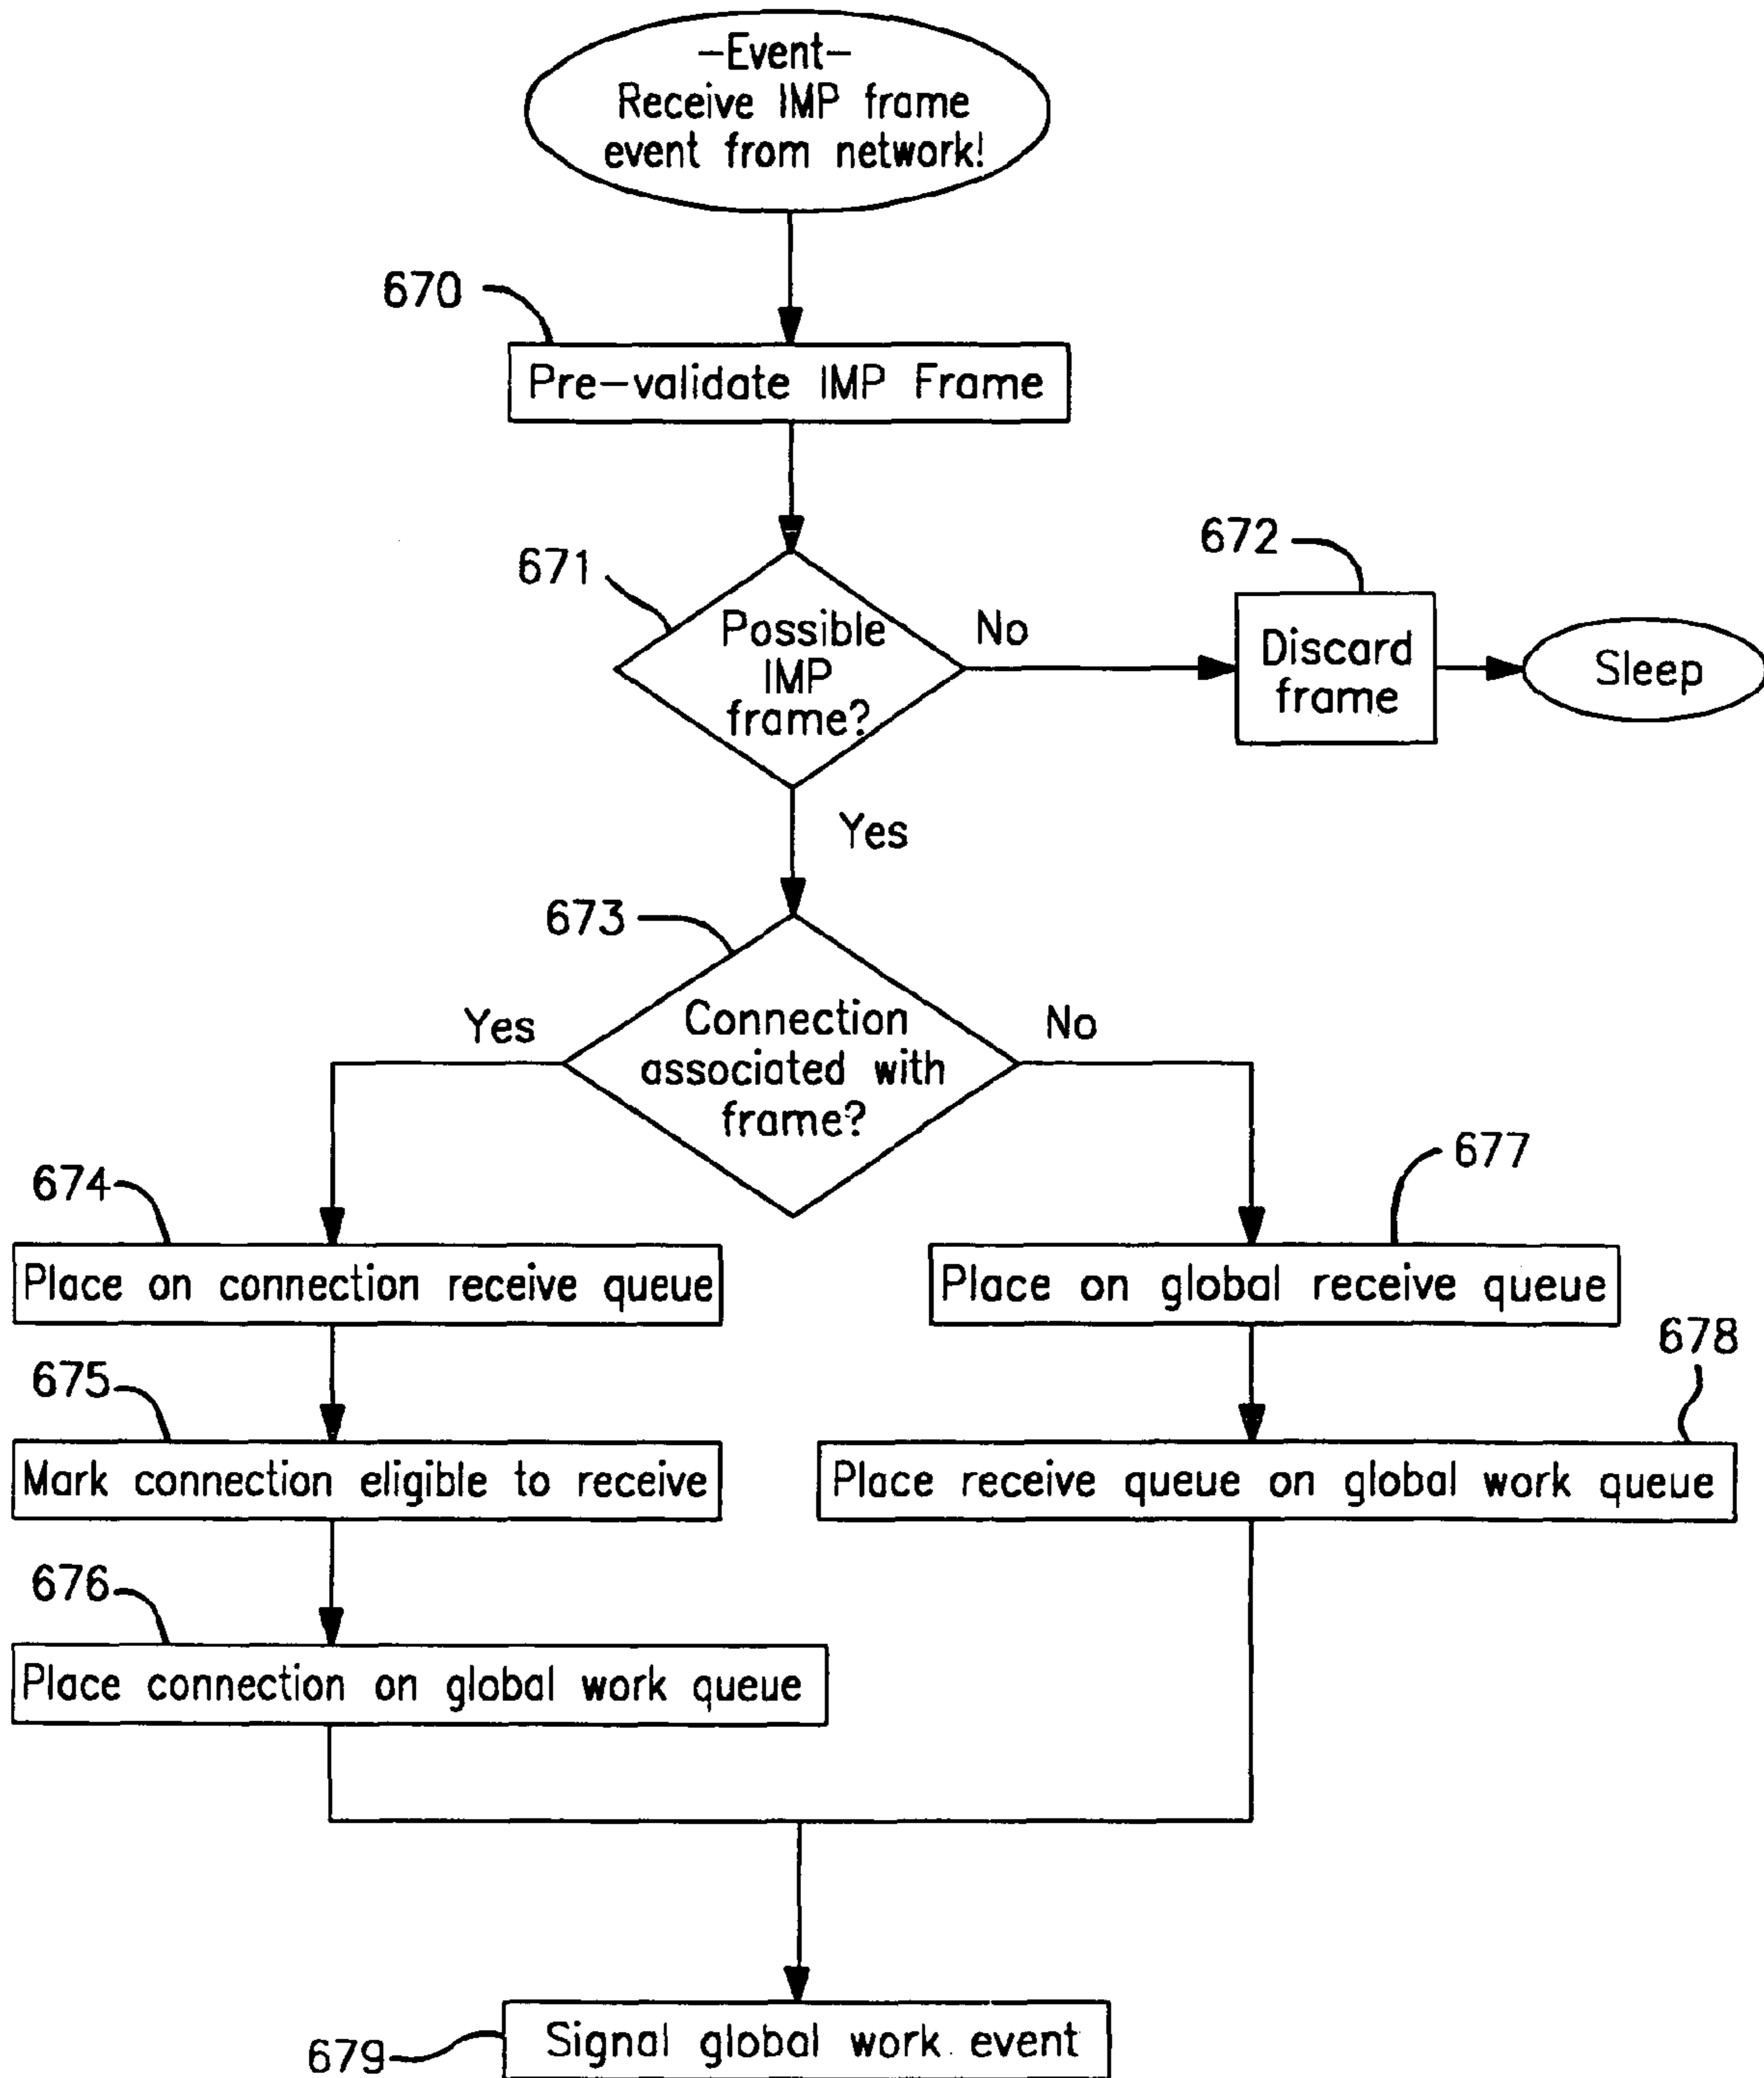 –Event–
Receive IMP frame
event from network!
670
Pre–validate IMP Frame
671
Possible
IMP
frame?
No
672
Discard
frame
Sleep
Yes
673
Connection
associated with
frame?
Yes
No
674
Place on connection receive queue
677
Place on global receive queue
675
Mark connection eligible to receive
678
Place receive queue on global work queue
676
Place connection on global work queue
679
Signal global work event